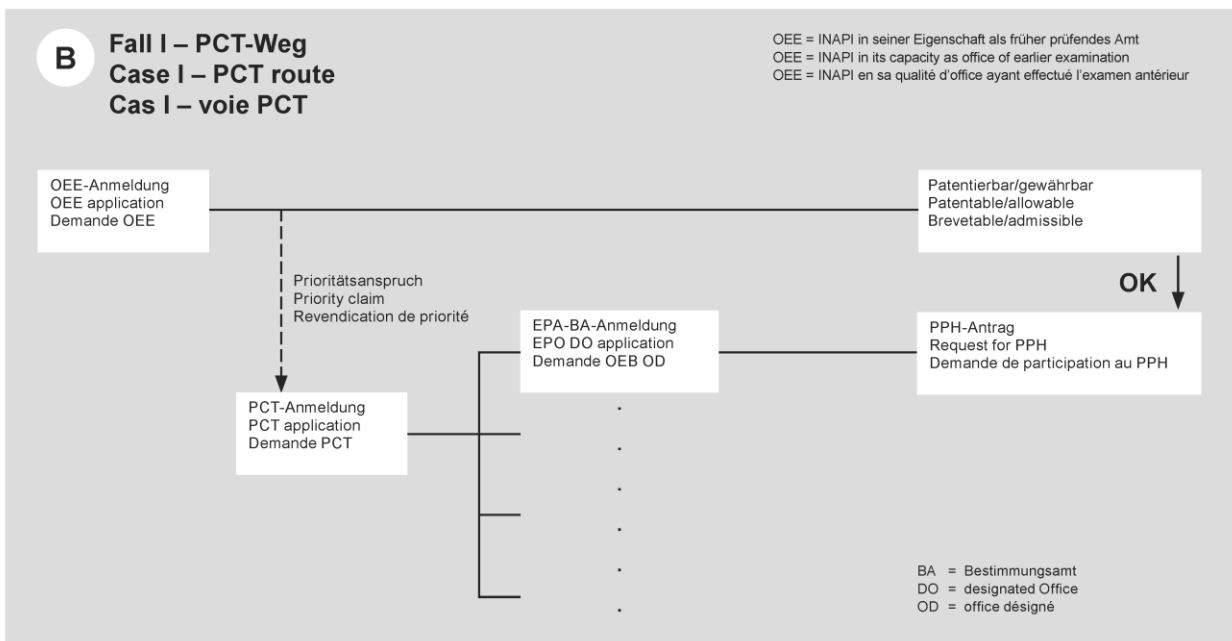 B
Fall I – PCT-Weg
Case I – PCT route
Cas I – voie PCT
OEE = INAPI in seiner Eigenschaft als früher prüfendes Amt
OEE = INAPI in its capacity as office of earlier examination
OEE = INAPI en sa qualité d'office ayant effectué l'examen antérieur
OEE-Anmeldung
OEE application
Demande OEE
Patentierbar/gewährbar
Patentable/allowable
Brevetable/admissible
Prioritätsanspruch
Priority claim
Revendication de priorité
OK
EPA-BA-Anmeldung
EPO DO application
Demande OEB OD
PPH-Antrag
Request for PPH
Demande de participation au PPH
PCT-Anmeldung
PCT application
Demande PCT
BA = Bestimmungsamt
DO = designated Office
OD = office désigné